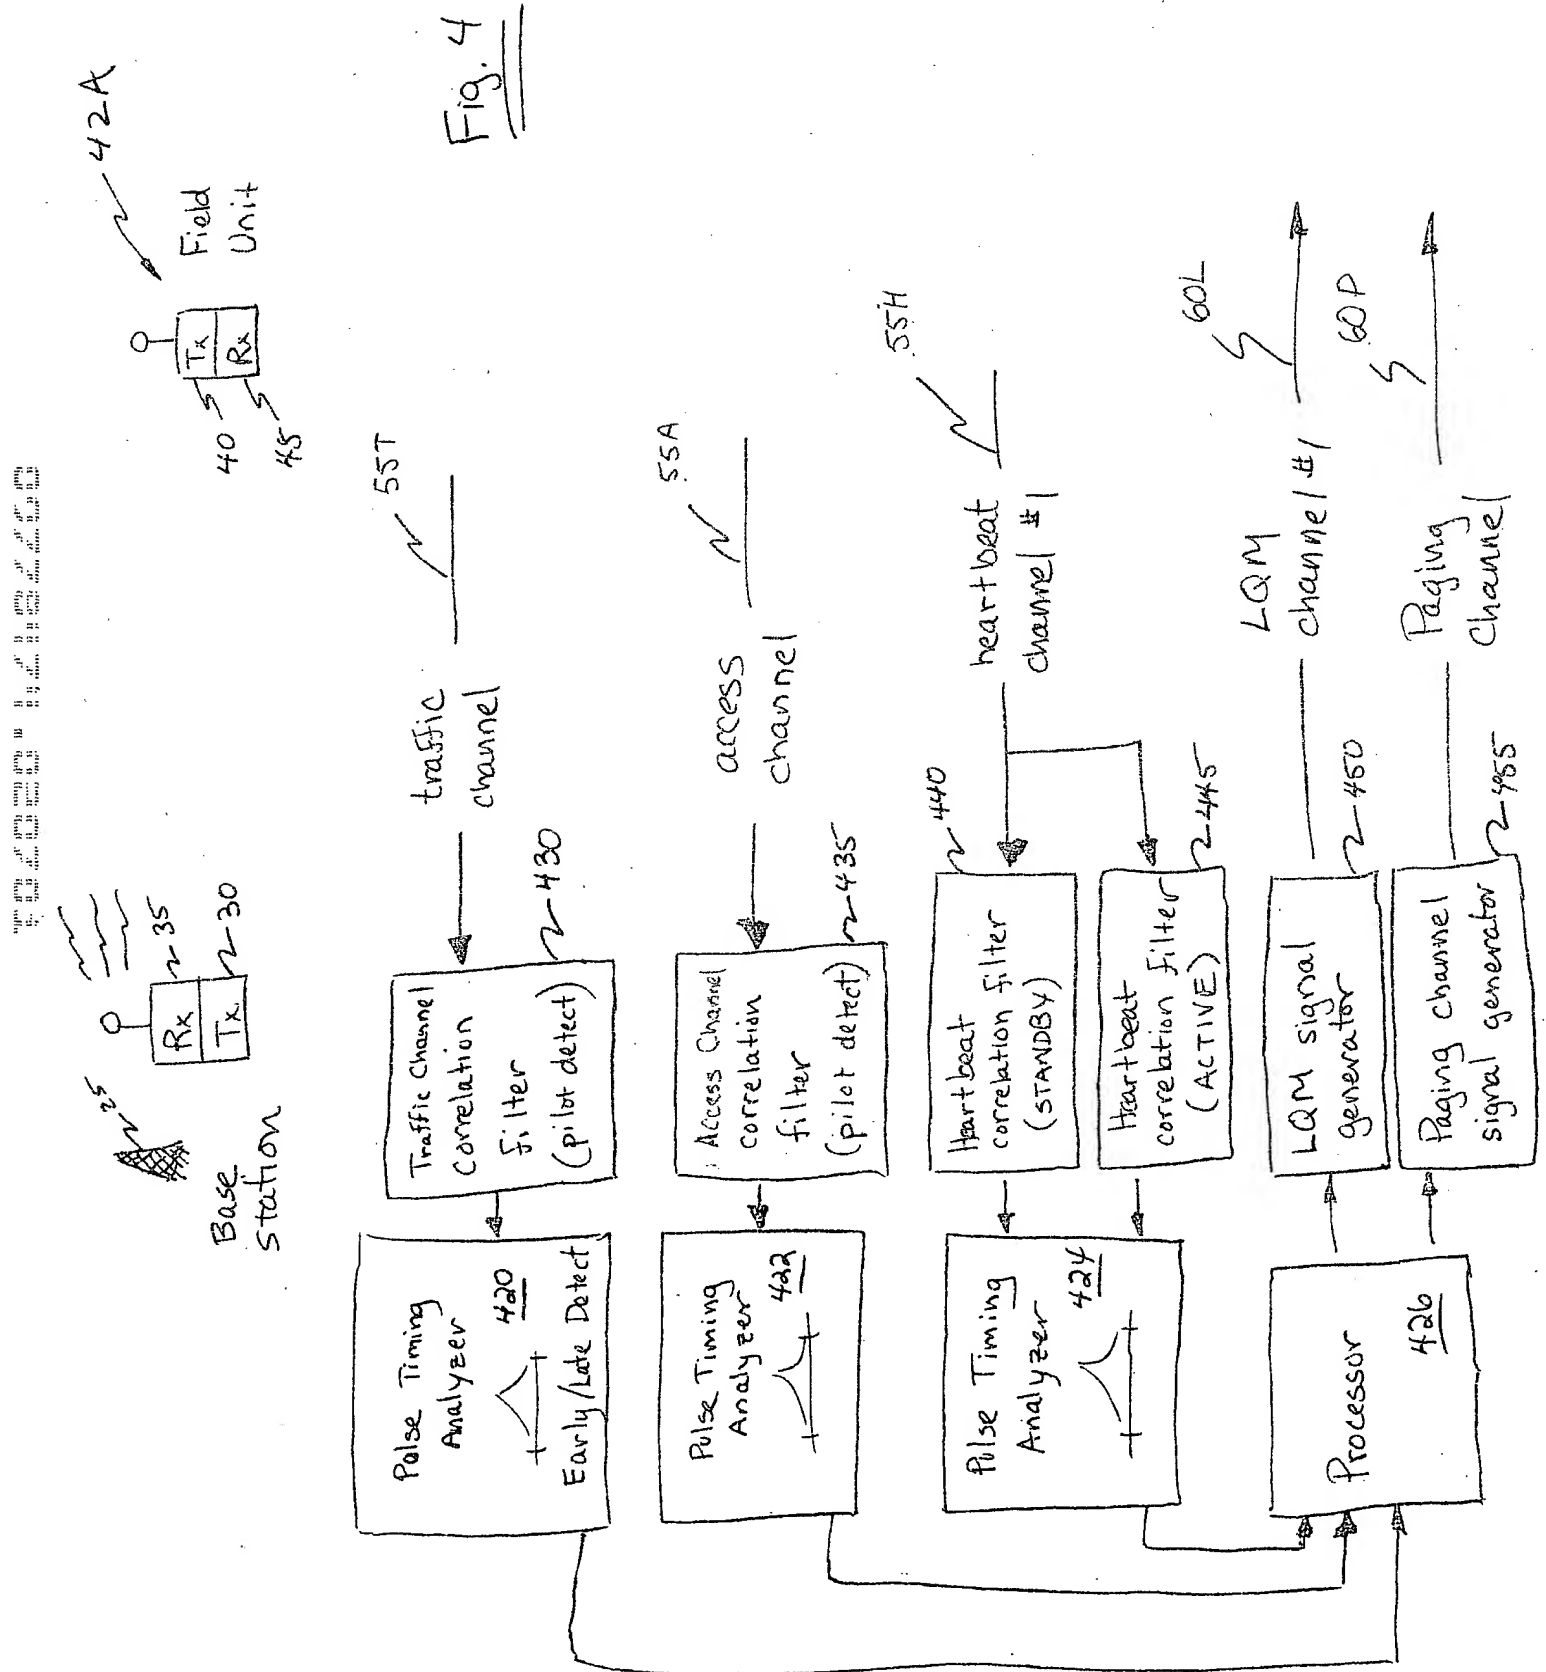 Fig. 4
42A
Field
Unit
Tx
Rx
40
45
25
Base
Station
Rx
Tx
35
30
55T
traffic
channel
430
Traffic Channel
Correlation
filter
(pilot detect)
Pulse Timing
Analyzer
420
Early/Late Detect
55A
access
channel
435
Access Channel
correlation
filter
(pilot detect)
Pulse Timing
Analyzer
422
55H
heartbeat
channel #1
440
Heartbeat
correlation filter
(STANDBY)
445
Heartbeat
correlation filter
(ACTIVE)
Pulse Timing
Analyzer
424
60L
LQM
channel #1
450
LQM signal
generator
60P
Paging
Channel
455
Paging channel
signal generator
Processor
426